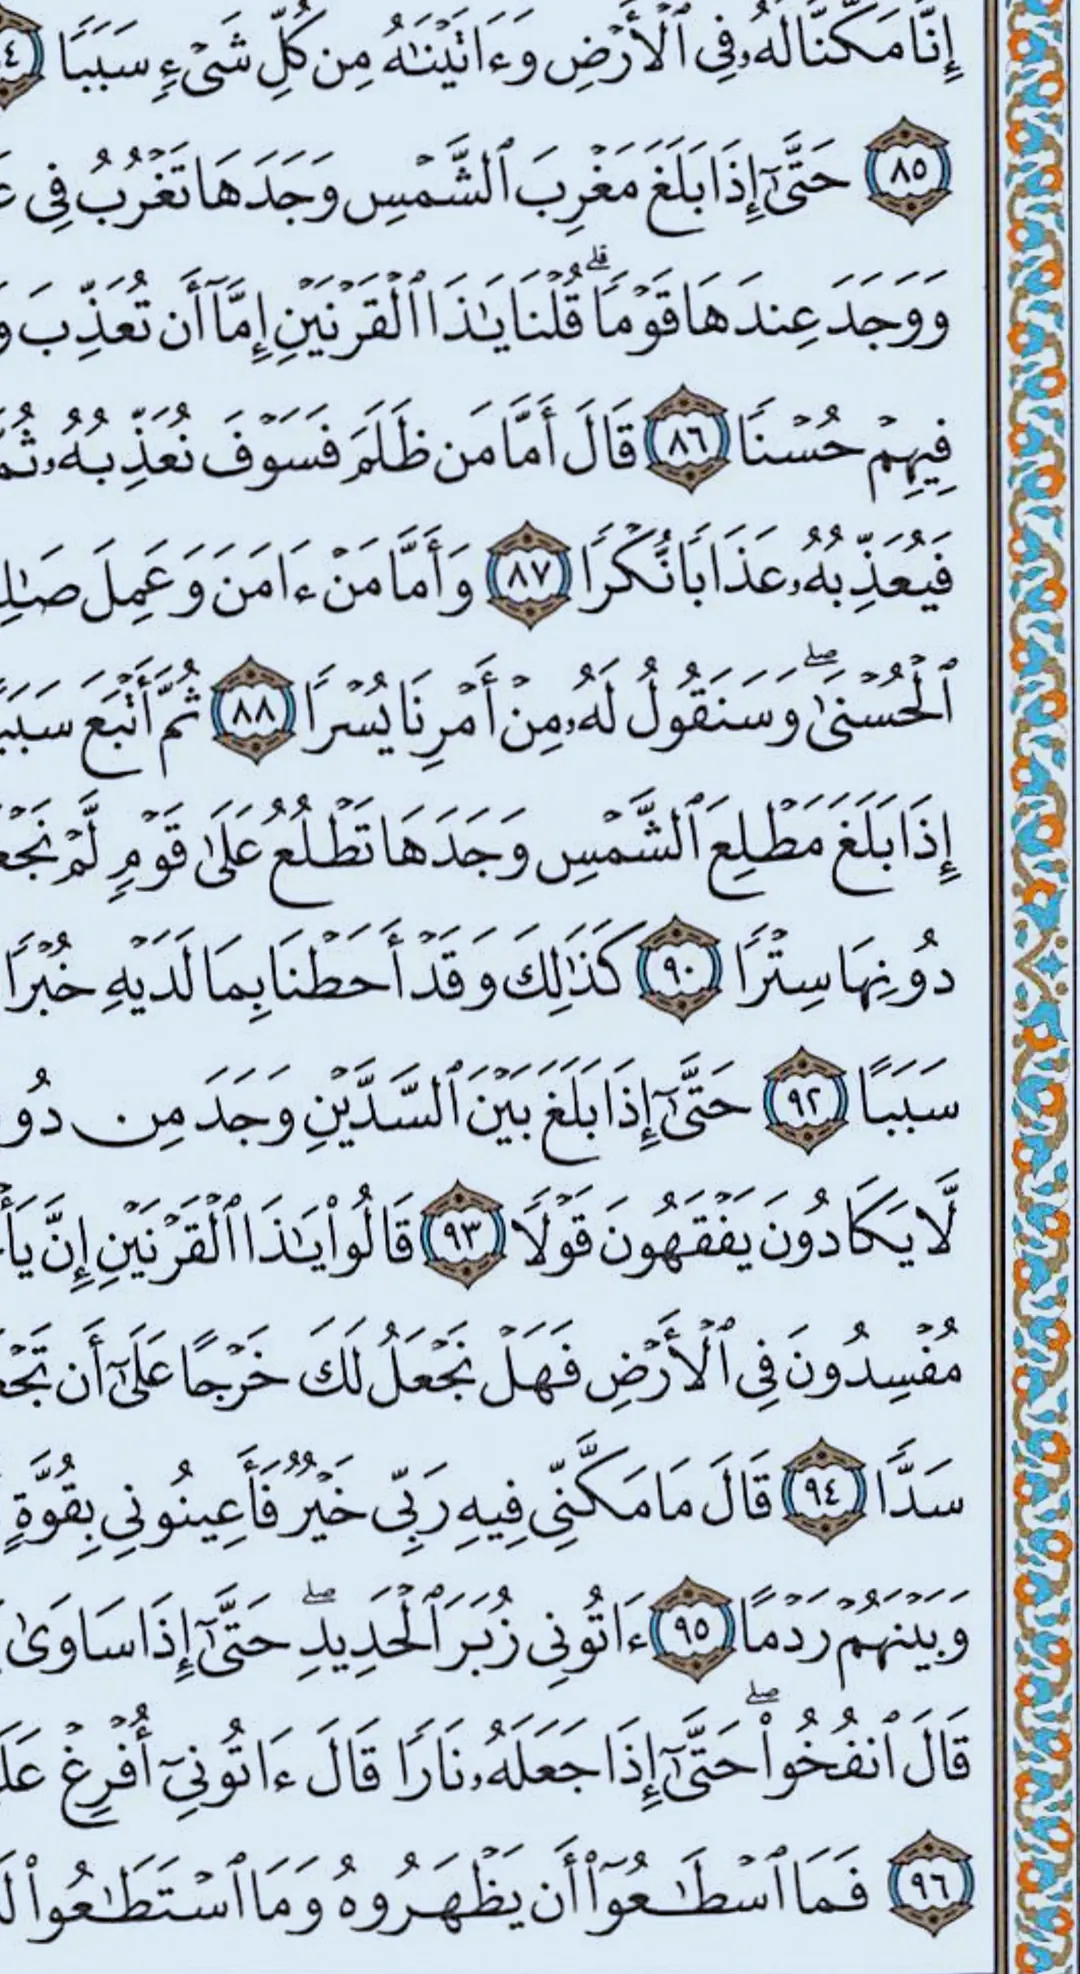 إِنَّا مَكَّنَّا لَهُۥ فِى ٱلْأَرْضِ وَءَاتَيْنَٰهُ مِن كُلِّ شَىْءٍ سَبَبًا
٨٥ حَتَّىٰٓ إِذَا بَلَغَ مَغْرِبَ ٱلشَّمْسِ وَجَدَهَا تَغْرُبُ فِى
وَوَجَدَ عِندَهَا قَوْمًا ۗ قُلْنَا يَٰذَا ٱلْقَرْنَيْنِ إِمَّآ أَن تُعَذِّبَ
فِيهِمْ حُسْنًا ٨٦ قَالَ أَمَّا مَن ظَلَمَ فَسَوْفَ نُعَذِّبُهُۥ
فَيُعَذِّبُهُۥ عَذَابًا نُّكْرًا ٨٧ وَأَمَّا مَنْ ءَامَنَ وَعَمِلَ
ٱلْحُسْنَىٰ ۖ وَسَنَقُولُ لَهُۥ مِنْ أَمْرِنَا يُسْرًا ٨٨ ثُمَّ أَتْبَعَ
إِذَا بَلَغَ مَطْلِعَ ٱلشَّمْسِ وَجَدَهَا تَطْلُعُ عَلَىٰ قَوْمٍ لَّمْ
دُونِهَا سِتْرًا ٩٠ كَذَٰلِكَ وَقَدْ أَحَطْنَا بِمَا لَدَيْهِ خُبْرًا
سَبَبًا ٩٢ حَتَّىٰٓ إِذَا بَلَغَ بَيْنَ ٱلسَّدَّيْنِ وَجَدَ مِن
لَّا يَكَادُونَ يَفْقَهُونَ قَوْلًا ٩٣ قَالُوا۟ يَٰذَا ٱلْقَرْنَيْنِ إِنَّ
مُفْسِدُونَ فِى ٱلْأَرْضِ فَهَلْ نَجْعَلُ لَكَ خَرْجًا عَلَىٰٓ أَن
سَدًّا ٩٤ قَالَ مَا مَكَّنِّى فِيهِ رَبِّى خَيْرٌ فَأَعِينُونِى بِقُوَّةٍ
وَبَيْنَهُمْ رَدْمًا ٩٥ ءَاتُونِى زُبَرَ ٱلْحَدِيدِ ۖ حَتَّىٰٓ إِذَا سَاوَىٰ
قَالَ ٱنفُخُوا۟ ۖ حَتَّىٰٓ إِذَا جَعَلَهُۥ نَارًا قَالَ ءَاتُونِىٓ أُفْرِغْ
٩٦ فَمَا ٱسْطَٰعُوٓا۟ أَن يَظْهَرُوهُ وَمَا ٱسْتَطَٰعُوا۟